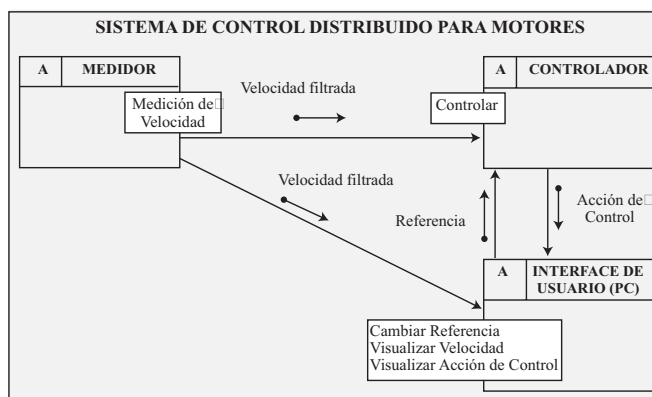 SISTEMA DE CONTROL DISTRIBUIDO PARA MOTORES
A
MEDIDOR
Medición de
Velocidad
Velocidad filtrada
A
CONTROLADOR
Controlar
Velocidad filtrada
Referencia
Acción de
Control
A
INTERFACE DE
USUARIO (PC)
Cambiar Referencia
Visualizar Velocidad
Visualizar Acción de Control